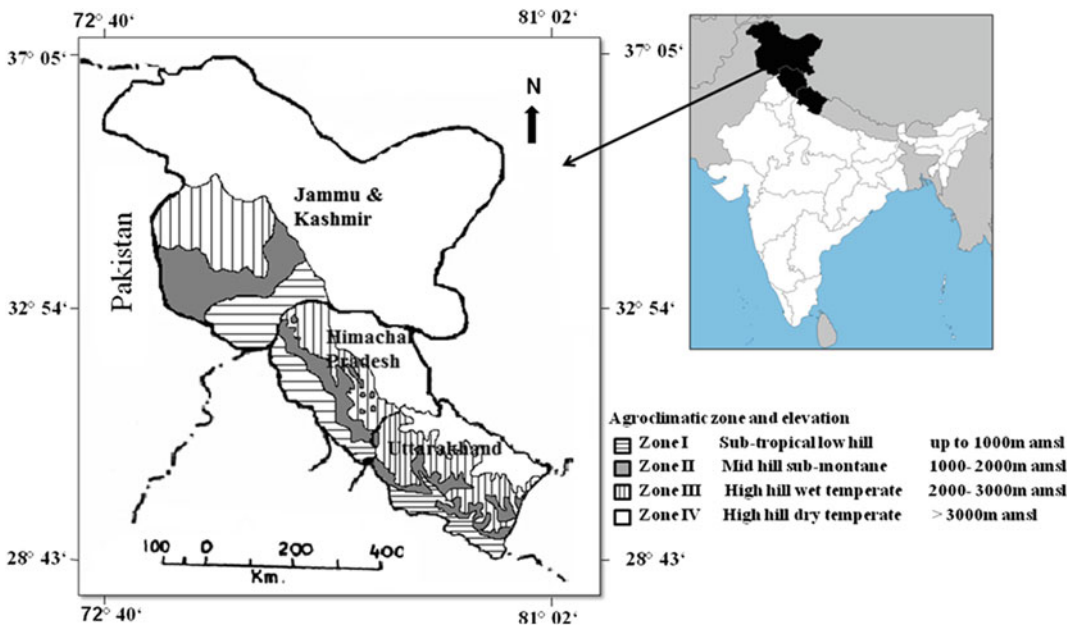 72° 40‘ 81° 02‘
37° 05‘ 37° 05‘
N
Jammu &
Kashmir
Pakistan
32° 54‘ 32° 54‘
Himachal
Pradesh
Uttarakhand
Agroclimatic zone and elevation
Zone I Sub-tropical low hill up to 1000m amsl
Zone II Mid hill sub-montane 1000-2000m amsl
Zone III High hill wet temperate 2000-3000m amsl
Zone IV High hill dry temperate >3000m amsl
28° 43‘ 28° 43‘
100 0 200 400
Km.
72° 40‘ 81° 02‘